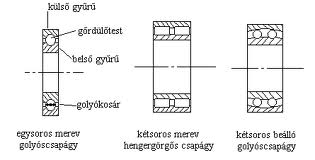 külső gyűrű
gördülőtest
belső gyűrű
golyókosár
egysoros merev
golyóscsapágy
kétsoros merev
hengergörgős csapágy
kétsoros beálló
golyóscsapágy